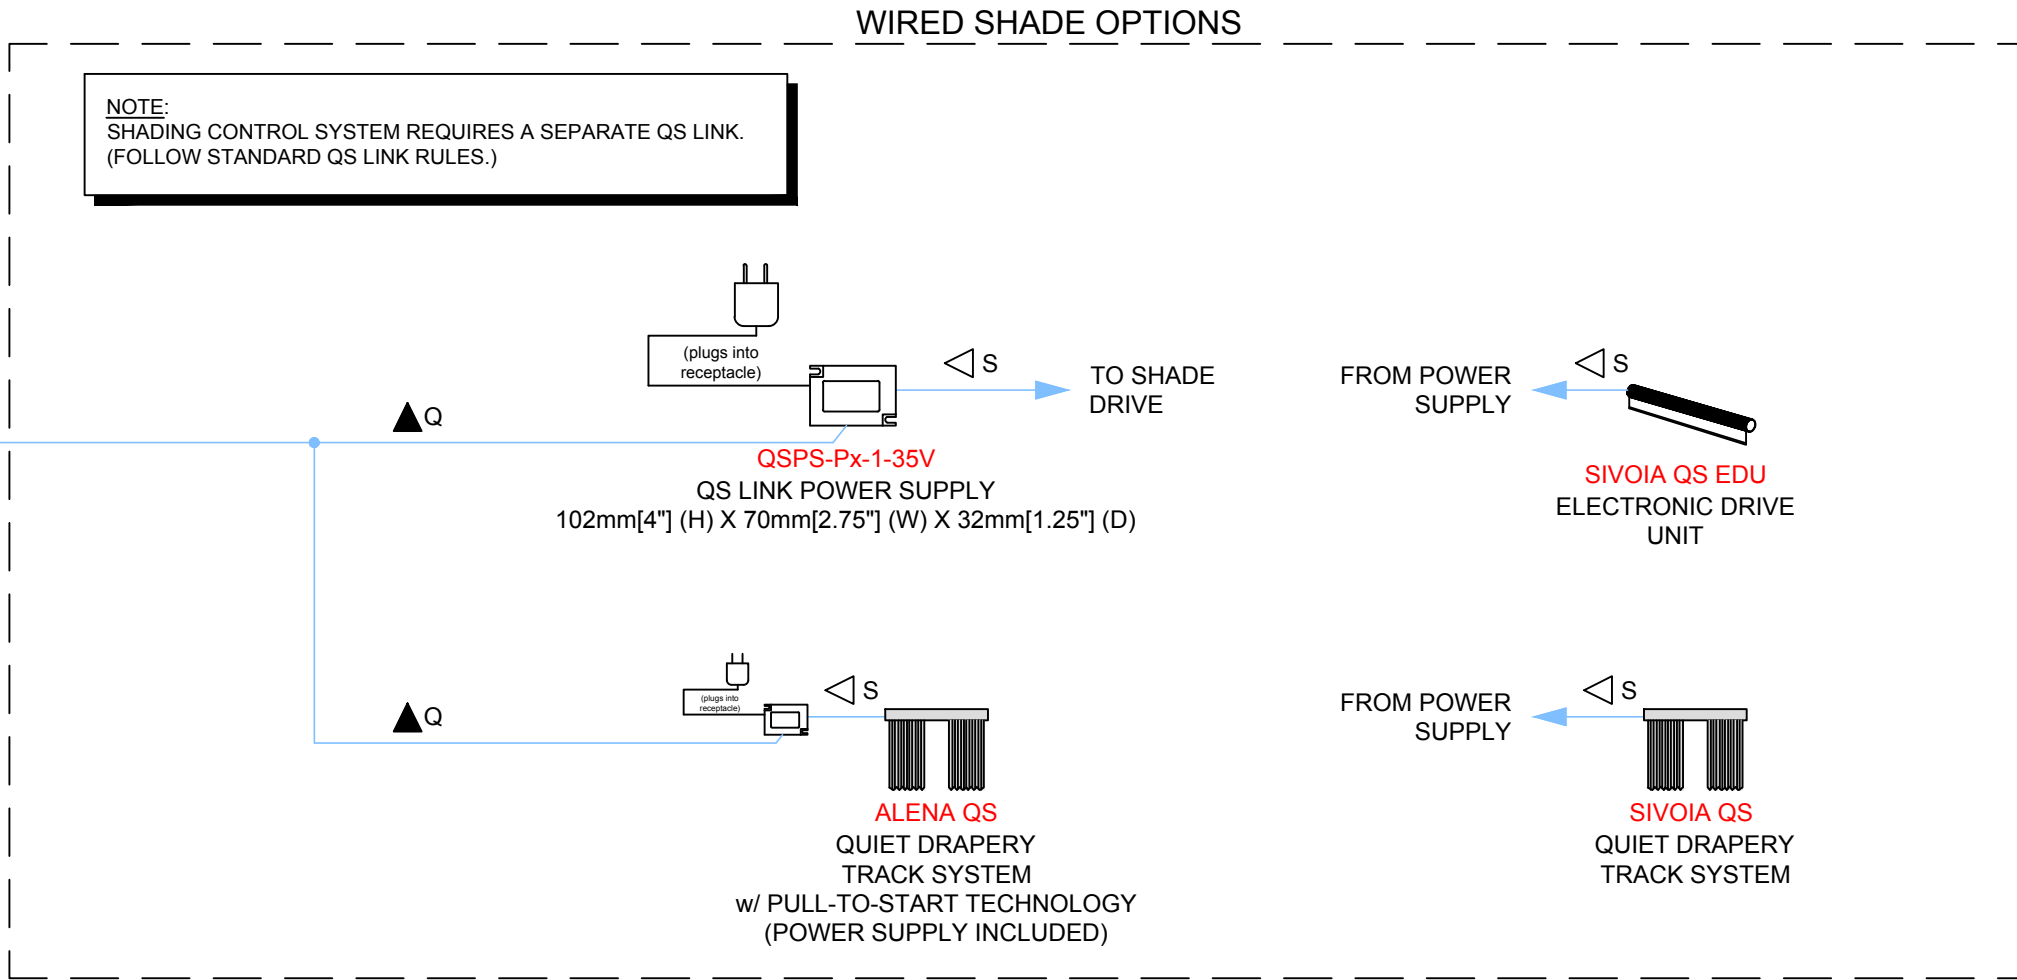 WIRED SHADE OPTIONS
NOTE:
SHADING CONTROL SYSTEM REQUIRES A SEPARATE QS LINK.
(FOLLOW STANDARD QS LINK RULES.)
(plugs into
receptacle)
S
TO SHADE
DRIVE
FROM POWER
SUPPLY
S
Q
QSPS-Px-1-35V
QS LINK POWER SUPPLY
102mm[4"] (H) X 70mm[2.75"] (W) X 32mm[1.25"] (D)
SIVOIA QS EDU
ELECTRONIC DRIVE
UNIT
Q
(plugs into
receptacle)
S
ALENA QS
QUIET DRAPERY
TRACK SYSTEM
w/ PULL-TO-START TECHNOLOGY
(POWER SUPPLY INCLUDED)
FROM POWER
SUPPLY
S
SIVOIA QS
QUIET DRAPERY
TRACK SYSTEM